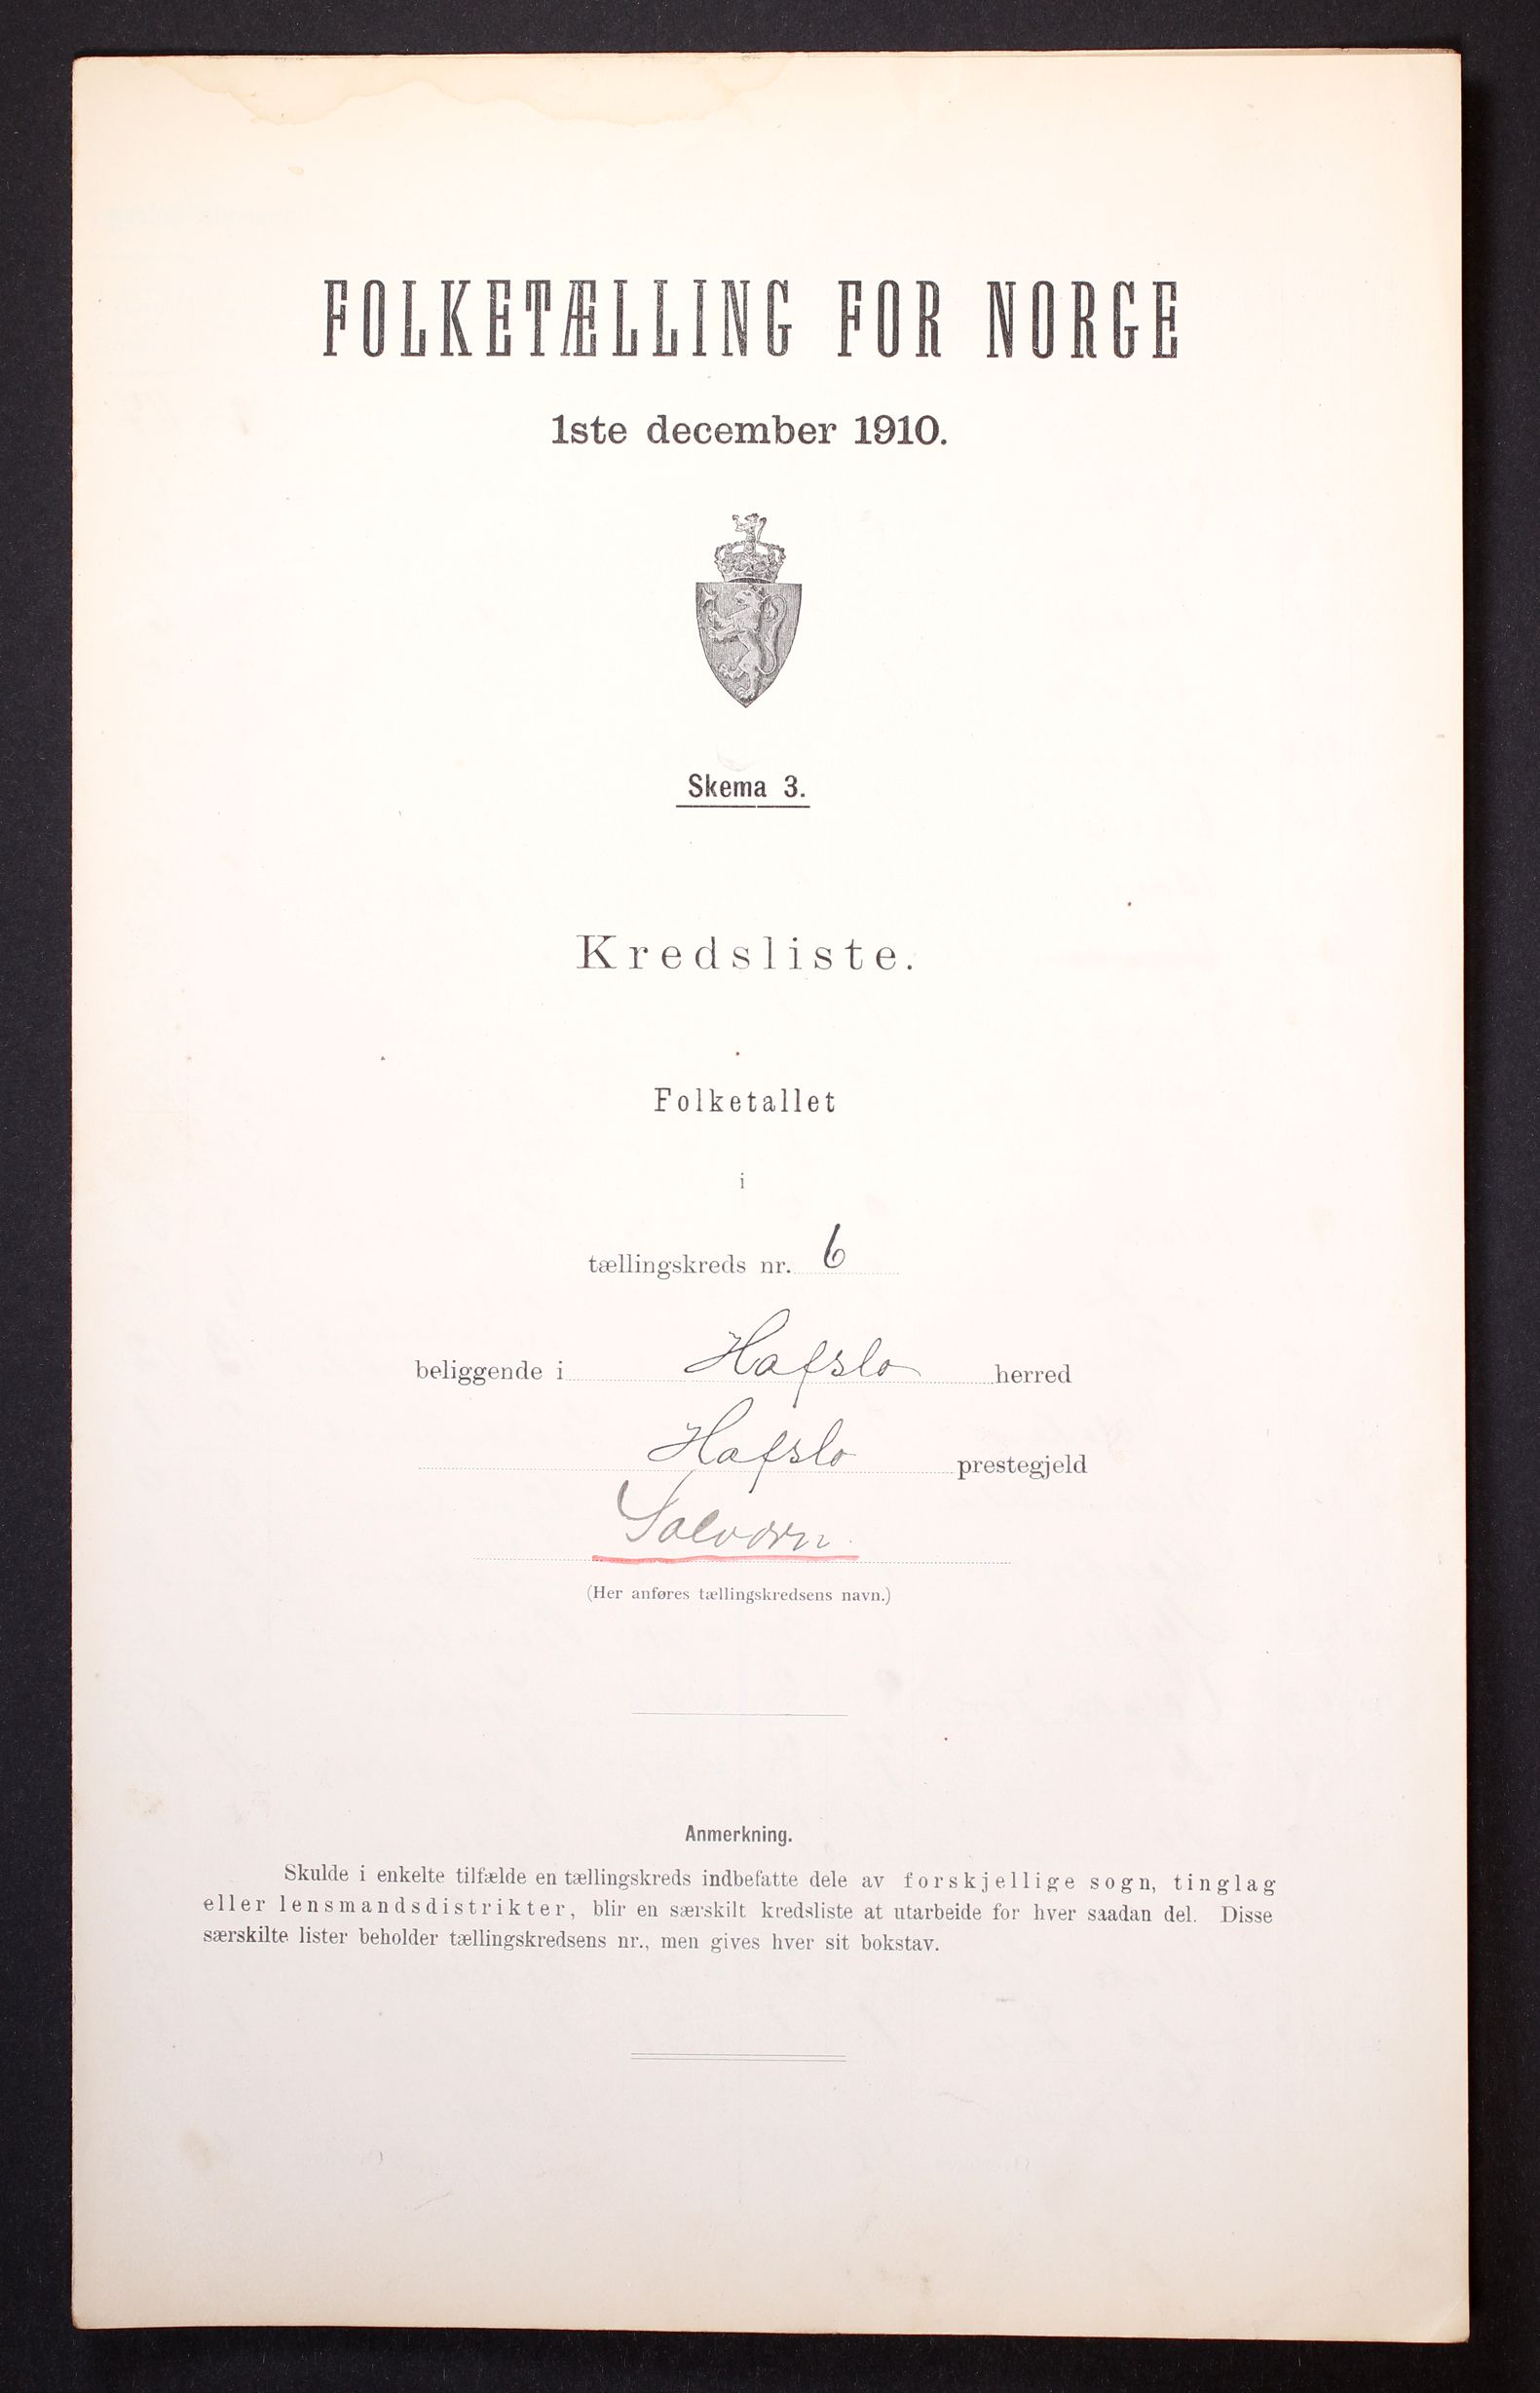 FOLKETÆLLING FOR NORGE
1ste december 1910.
Skema 3.
Kredsliste.
Folketallet
i
tællingskreds nr. 6
beliggende i Hafslo herred
Hafslo prestegjeld
Solvorn
(Her anføres tællingskredsens navn.)
Anmerkning.
Skulde i enkelte tilfælde en tællingskreds indbefatte dele av forskjellige sogn, tinglag
eller lensmandsdistrikter, blir en særskilt kredsliste at utarbeide for hver saadan del. Disse
særskilte lister beholder tællingskredsens nr., men gives hver sit bokstav.